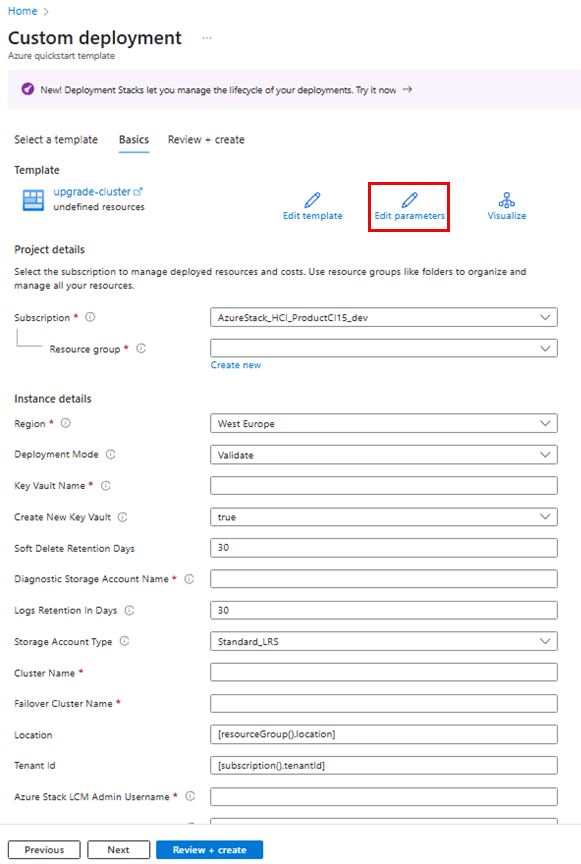 Home
Custom deployment ...
Azure quickstart template
New! Deployment Stacks let you manage the lifecycle of your deployments. Try it now →
Select a template Basics Review + create
Template
upgrade-cluster
undefined resources
Edit template Edit parameters Visualize
Project details
Select the subscription to manage deployed resources and costs. Use resource groups like folders to organize and
manage all your resources.
Subscription * AzureStack_HCI_ProductCI15_dev
Resource group *
Create new
Instance details
Region * West Europe
Deployment Mode Validate
Key Vault Name *
Create New Key Vault true
Soft Delete Retention Days 30
Diagnostic Storage Account Name *
Logs Retention In Days 30
Storage Account Type Standard_LRS
Cluster Name *
Failover Cluster Name *
Location [resourceGroup().location]
Tenant Id [subscription().tenantId]
Azure Stack LCM Admin Username *
Previous Next Review + create